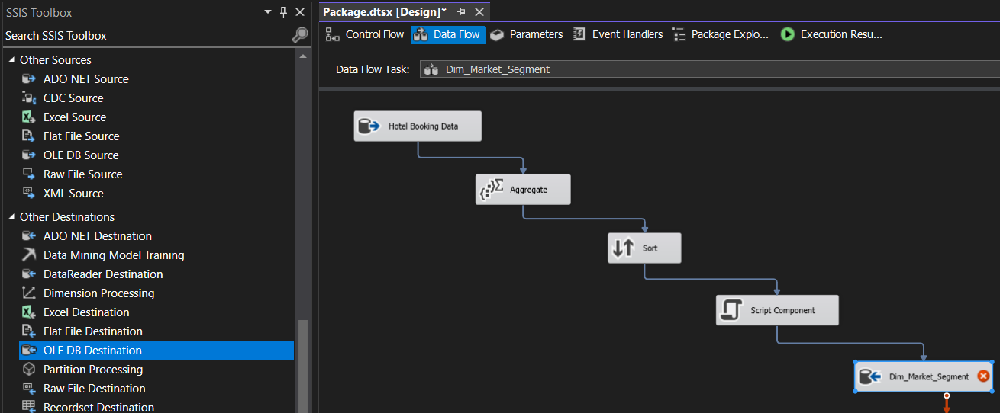 SSIS Toolbox
Search SSIS Toolbox
Other Sources
ADO NET Source
CDC Source
Excel Source
Flat File Source
OLE DB Source
Raw File Source
XML Source
Other Destinations
ADO NET Destination
Data Mining Model Training
DataReader Destination
Dimension Processing
Excel Destination
Flat File Destination
OLE DB Destination
Partition Processing
Raw File Destination
Recordset Destination
Package.dtsx [Design]*
Control Flow Data Flow Parameters Event Handlers Package Explo... Execution Resu...
Data Flow Task: Dim_Market_Segment
Hotel Booking Data
Aggregate
Sort
Script Component
Dim_Market_Segment